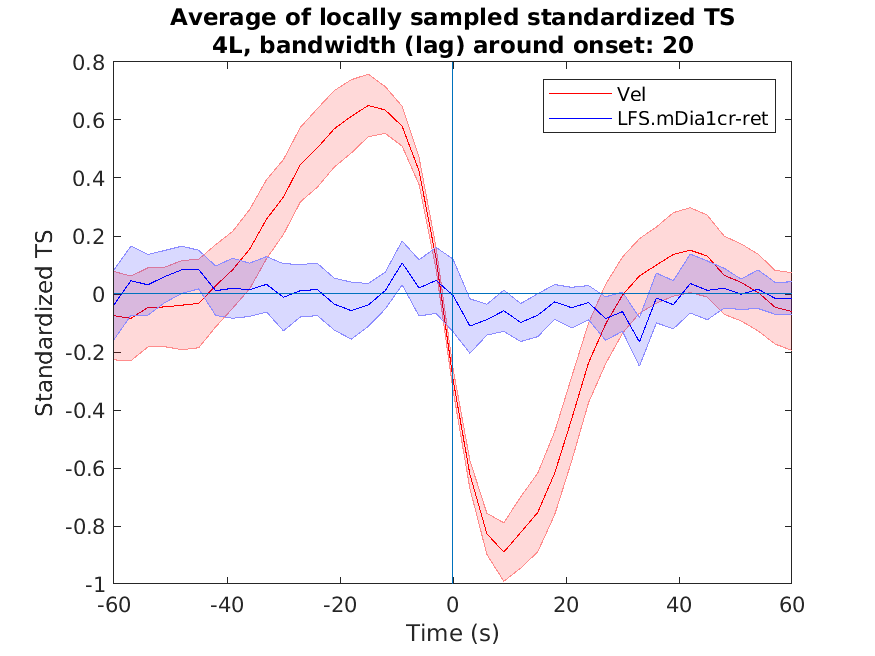 Average of locally sampled standardized TS
4L, bandwidth (lag) around onset: 20
Vel
LFS.mDia1cr-ret
Standardized TS
0.8
0.6
0.4
0.2
0
-0.2
-0.4
-0.6
-0.8
-1
-60
-40
-20
0
20
40
60
Time (s)